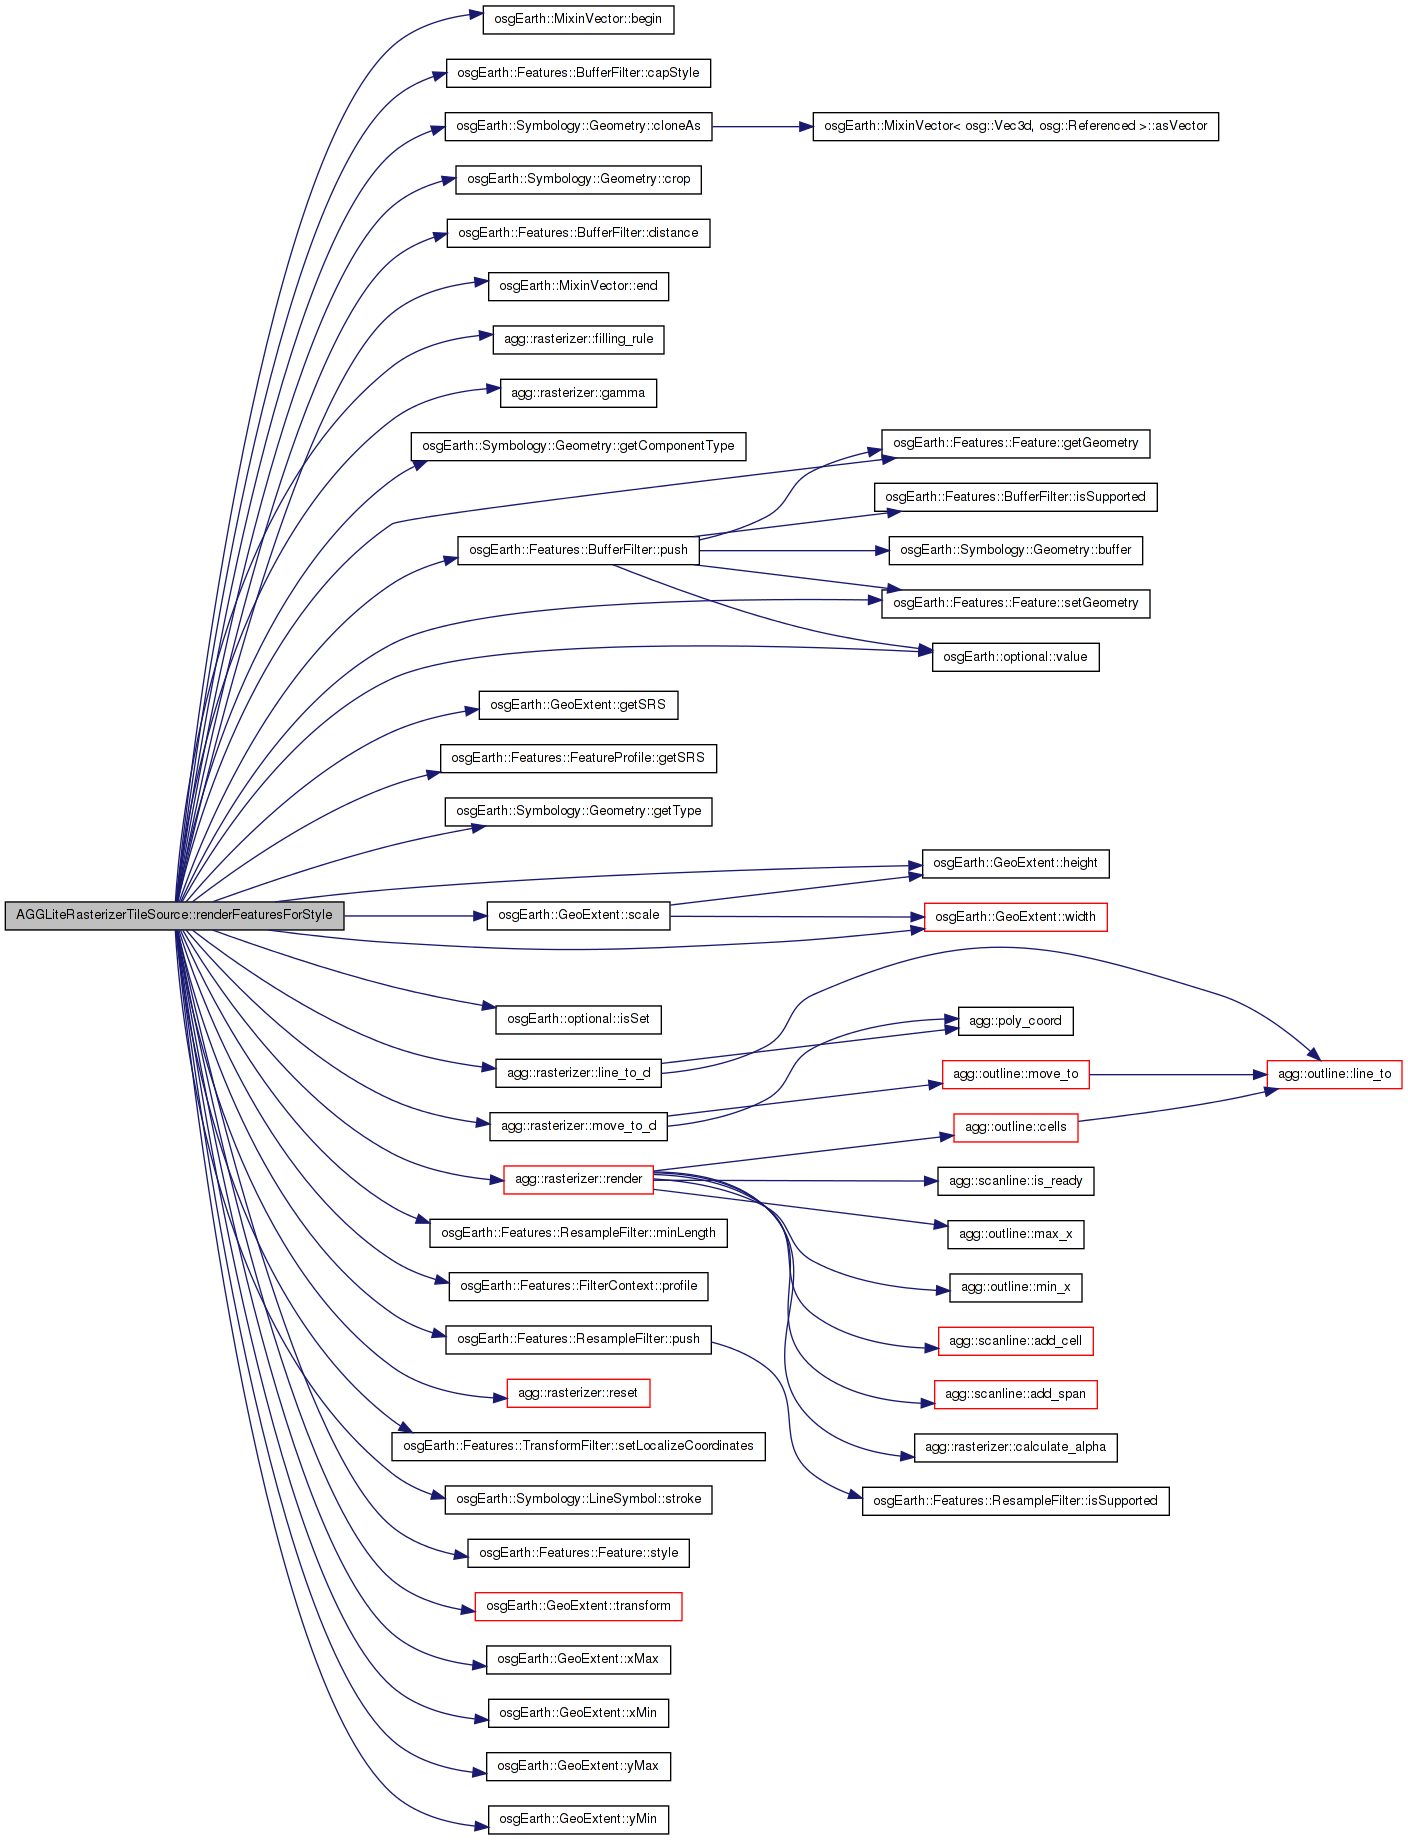 osgEarth::MixinVector::begin
osgEarth::Features::BufferFilter::capStyle
osgEarth::Symbology::Geometry::cloneAs
osgEarth::MixinVector< osg::Vec3d, osg::Referenced >::asVector
osgEarth::Symbology::Geometry::crop
osgEarth::Features::BufferFilter::distance
osgEarth::MixinVector::end
agg::rasterizer::filling_rule
agg::rasterizer::gamma
osgEarth::Symbology::Geometry::getComponentType
osgEarth::Features::Feature::getGeometry
osgEarth::Features::BufferFilter::isSupported
osgEarth::Features::BufferFilter::push
osgEarth::Symbology::Geometry::buffer
osgEarth::Features::Feature::setGeometry
osgEarth::optional::value
osgEarth::GeoExtent::getSRS
osgEarth::Features::FeatureProfile::getSRS
osgEarth::Symbology::Geometry::getType
osgEarth::GeoExtent::height
AGGLiteRasterizerTileSource::renderFeaturesForStyle
osgEarth::GeoExtent::scale
osgEarth::GeoExtent::width
osgEarth::optional::isSet
agg::poly_coord
agg::rasterizer::line_to_d
agg::outline::move_to
agg::outline::line_to
agg::rasterizer::move_to_d
agg::outline::cells
agg::rasterizer::render
agg::scanline::is_ready
osgEarth::Features::ResampleFilter::minLength
agg::outline::max_x
osgEarth::Features::FilterContext::profile
agg::outline::min_x
osgEarth::Features::ResampleFilter::push
agg::scanline::add_cell
agg::rasterizer::reset
agg::scanline::add_span
osgEarth::Features::TransformFilter::setLocalizeCoordinates
agg::rasterizer::calculate_alpha
osgEarth::Symbology::LineSymbol::stroke
osgEarth::Features::ResampleFilter::isSupported
osgEarth::Features::Feature::style
osgEarth::GeoExtent::transform
osgEarth::GeoExtent::xMax
osgEarth::GeoExtent::xMin
osgEarth::GeoExtent::yMax
osgEarth::GeoExtent::yMin